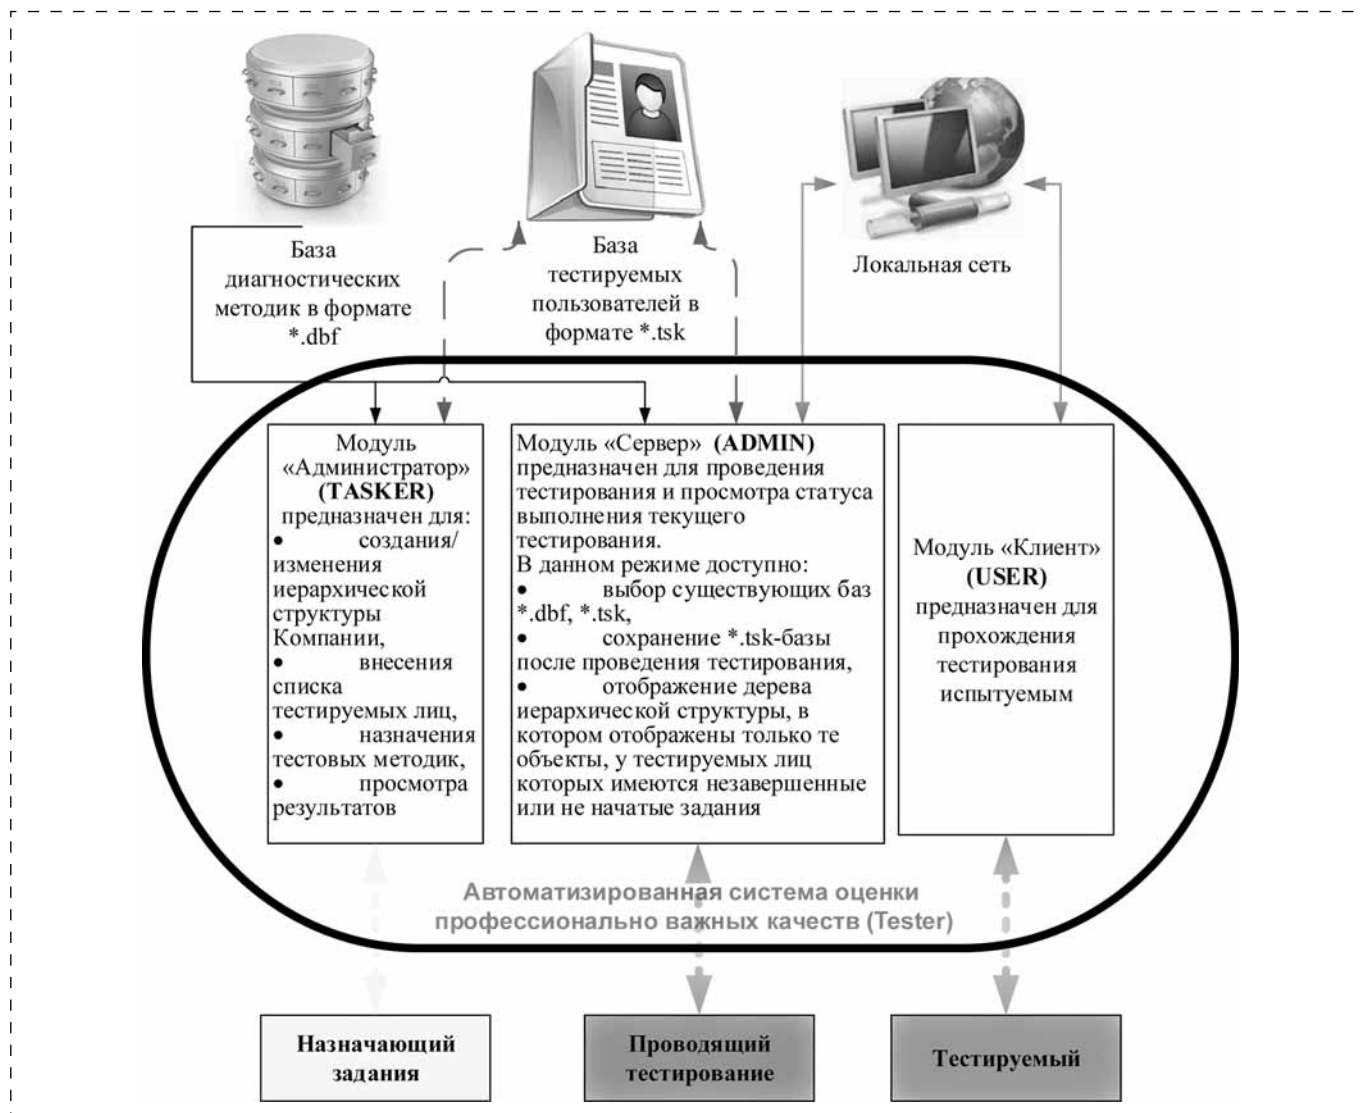 База
диагностических
методик в формате
*.dbf
База
тестируемых
пользователей в
формате *.tsk
Локальная сеть
Модуль
«Администратор»
(TASKER)
предназначен для:
• создания/
изменения
иерархической
структуры
Компании,
• внесения
списка
тестируемых лиц,
• назначения
тестовых методик,
• просмотра
результатов
Модуль «Сервер» (ADMIN)
предназначен для проведения
тестирования и просмотра статуса
выполнения текущего
тестирования.
В данном режиме доступно:
• выбор существующих баз
*.dbf, *.tsk,
• сохранение *.tsk-базы
после проведения тестирования,
• отображение дерева
иерархической структуры, в
котором отображены только те
объекты, у тестируемых лиц
которых имеются незавершенные
или не начатые задания
Модуль «Клиент»
(USER)
предназначен для
прохождения
тестирования
испытуемым
Автоматизированная система оценки
профессионально важных качеств (Tester)
Назначающий
задания
Проводящий
тестирование
Тестируемый